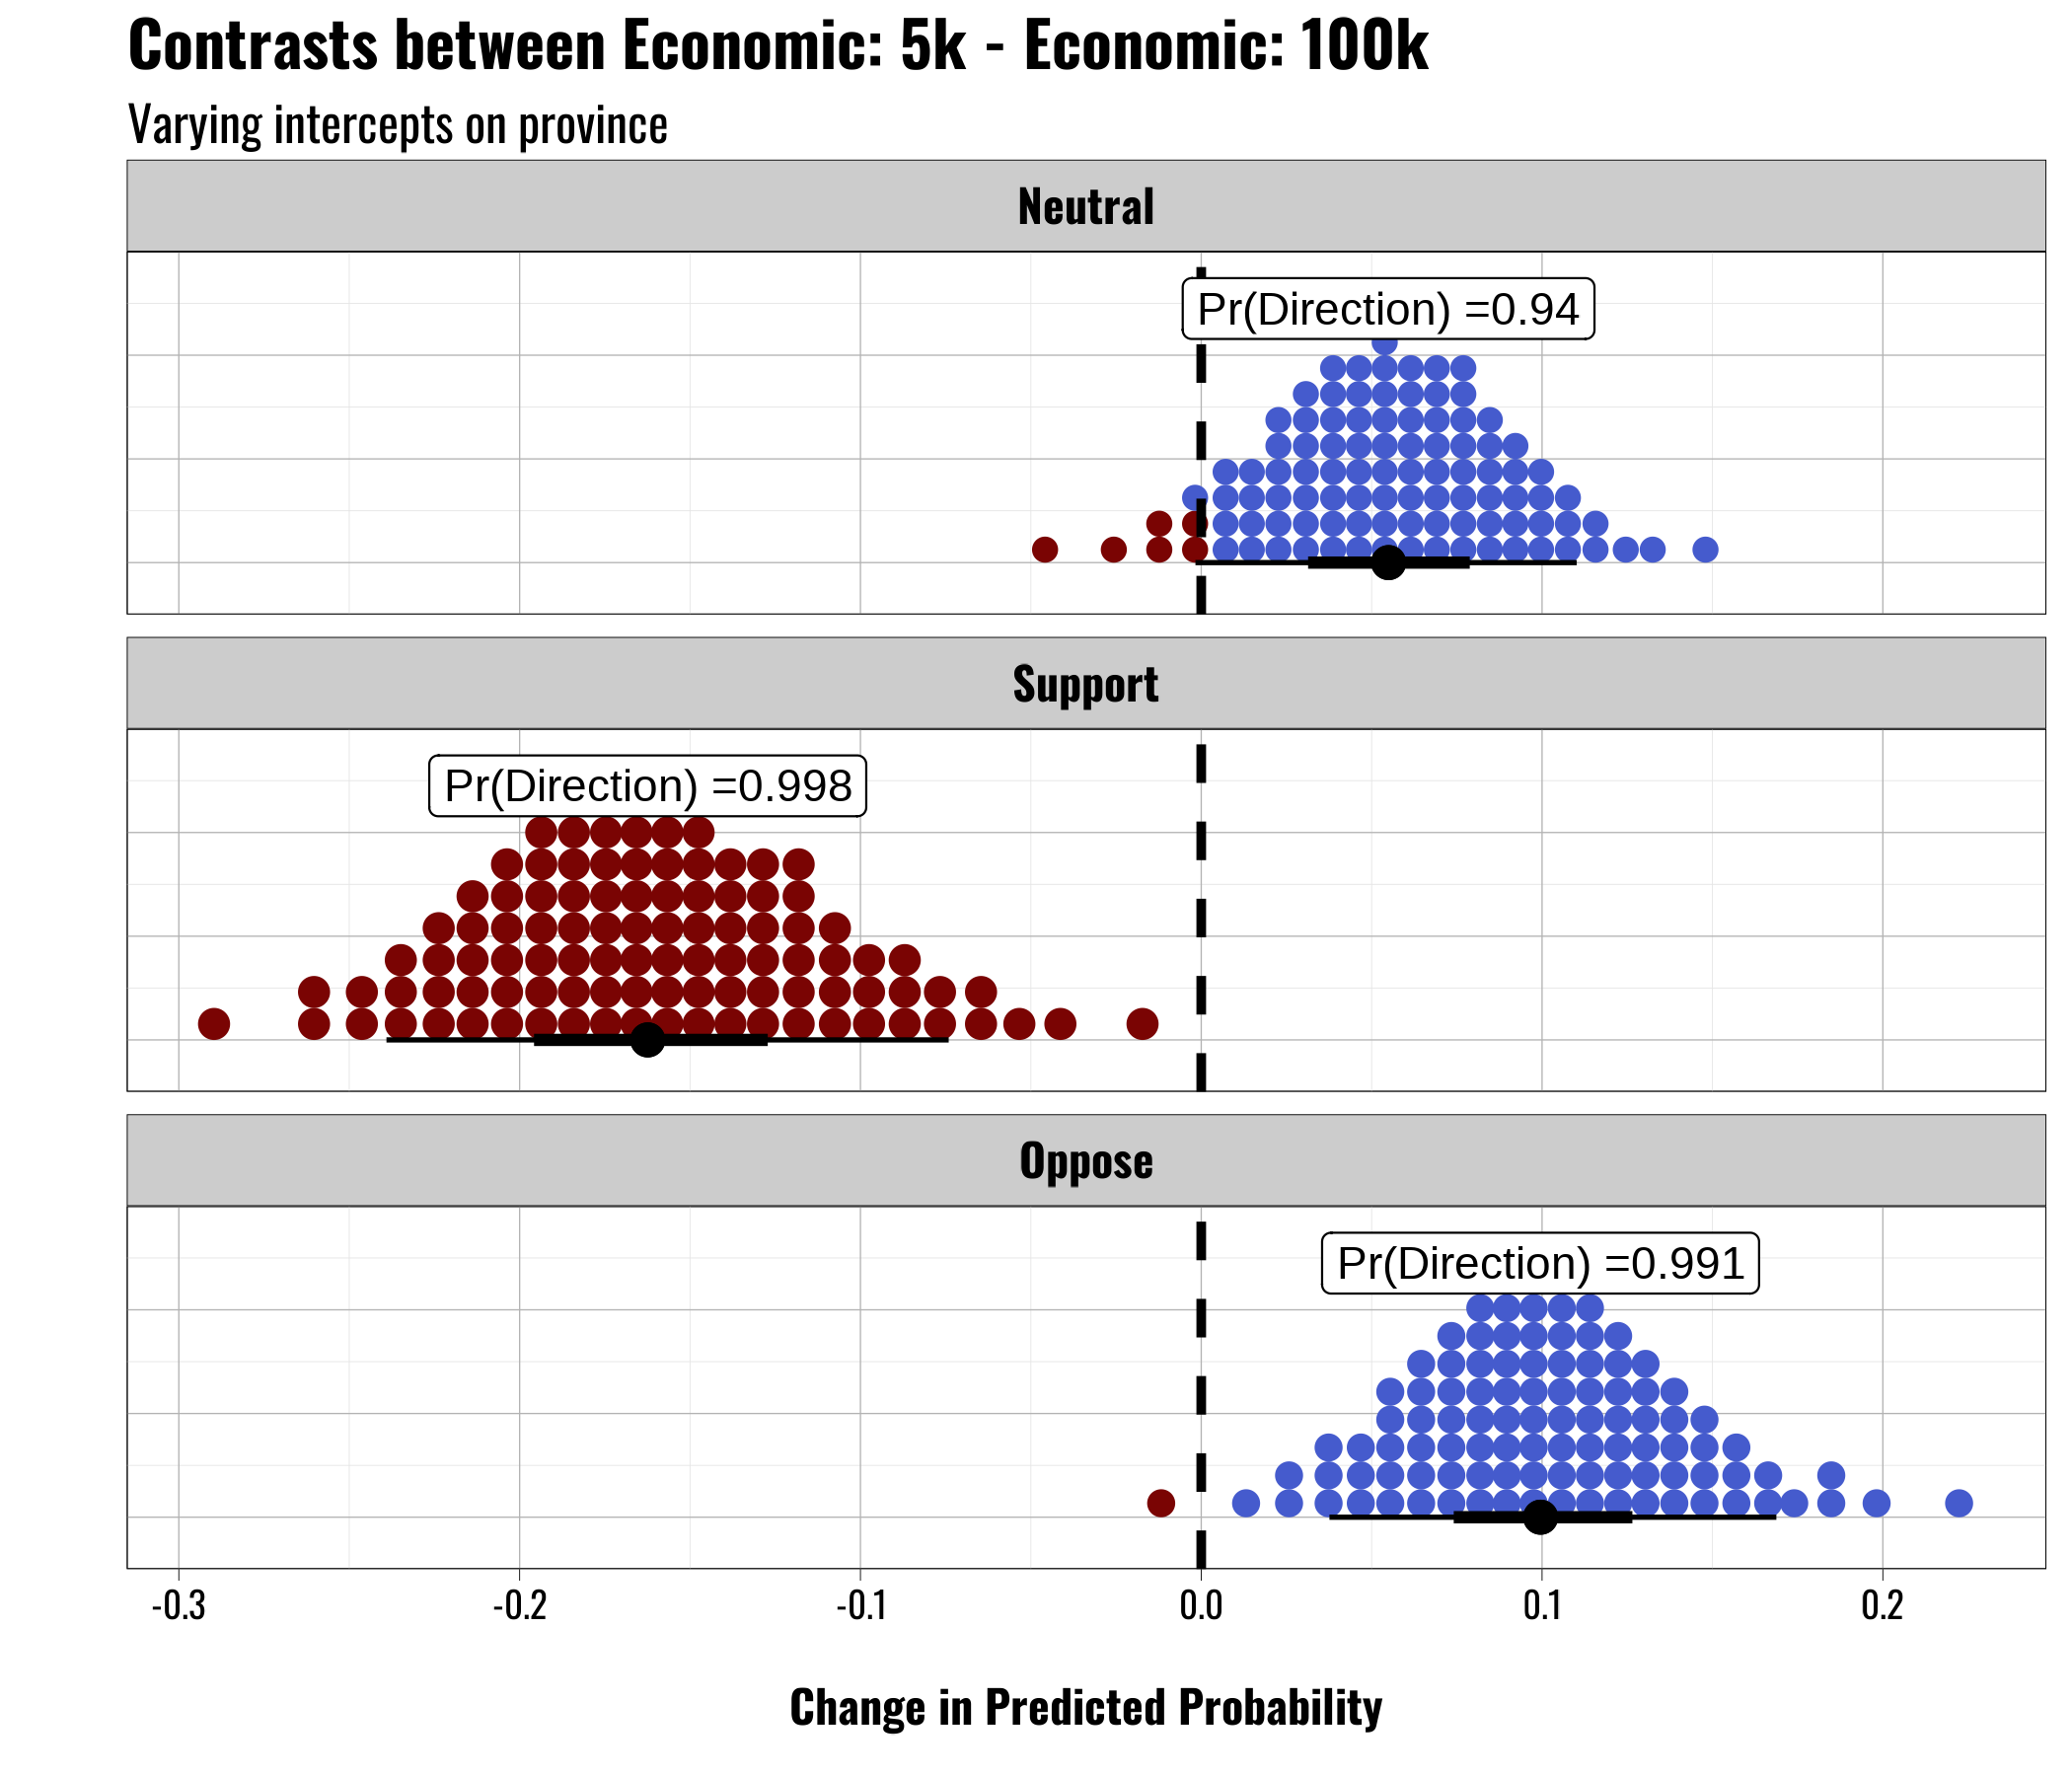 Contrasts between Economic: 5k - Economic: 100k
Varying intercepts on province
Neutral
Pr(Direction) =0.94
Support
Pr(Direction) =0.998
Oppose
Pr(Direction) =0.991
-0.3 -0.2 -0.1 0.0 0.1 0.2
Change in Predicted Probability